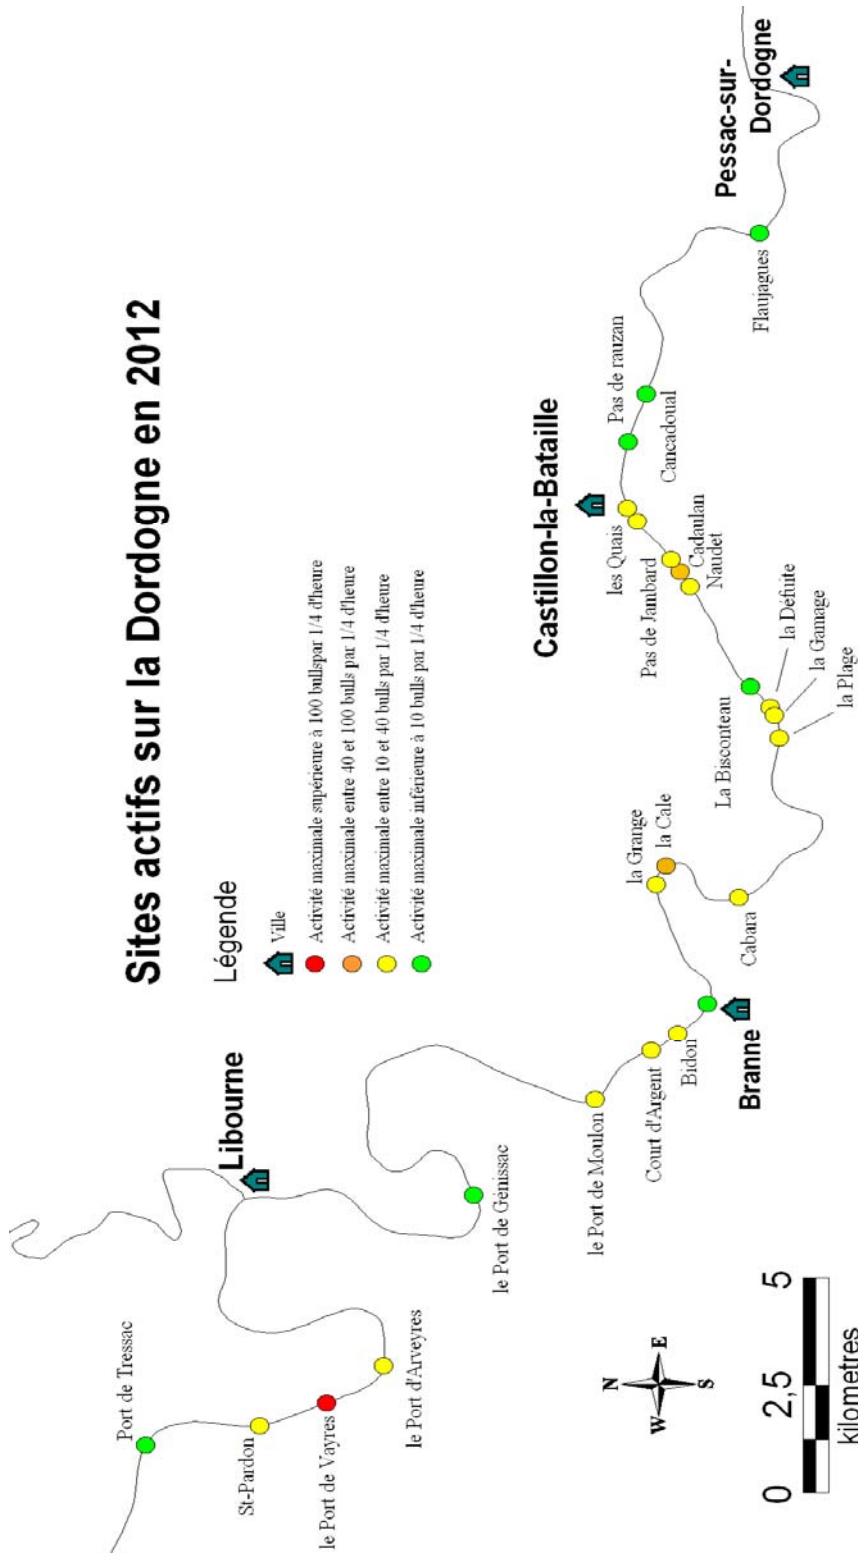 Sites actifs sur la Dordogne en 2012
Légende
Ville
Activité maximale supérieure à 100 bullspar 1/4 d'heure
Activité maximale entre 40 et 100 bulls par 1/4 d'heure
Activité maximale entre 10 et 40 bulls par 1/4 d'heure
Activité maximale inférieure à 10 bulls par 1/4 d'heure
Port de Tressac
St-Pardon
le Port de Vayres
le Port d'Arveyres
Libourne
le Port de Génissac
le Port de Moulon
Court d'Argent
Bidon
Branne
la Grange
la Cale
Cabara
La Bisconteau
la Défuite
la Gamage
la Plage
Castillon-la-Bataille
les Quais
Pas de Jambard
Cadaulan
Naudet
Pas de rauzan
Cancadoual
Flaujagues
Pessac-sur-
Dordogne
N
W
E
S
0
2,5
5
kilometres